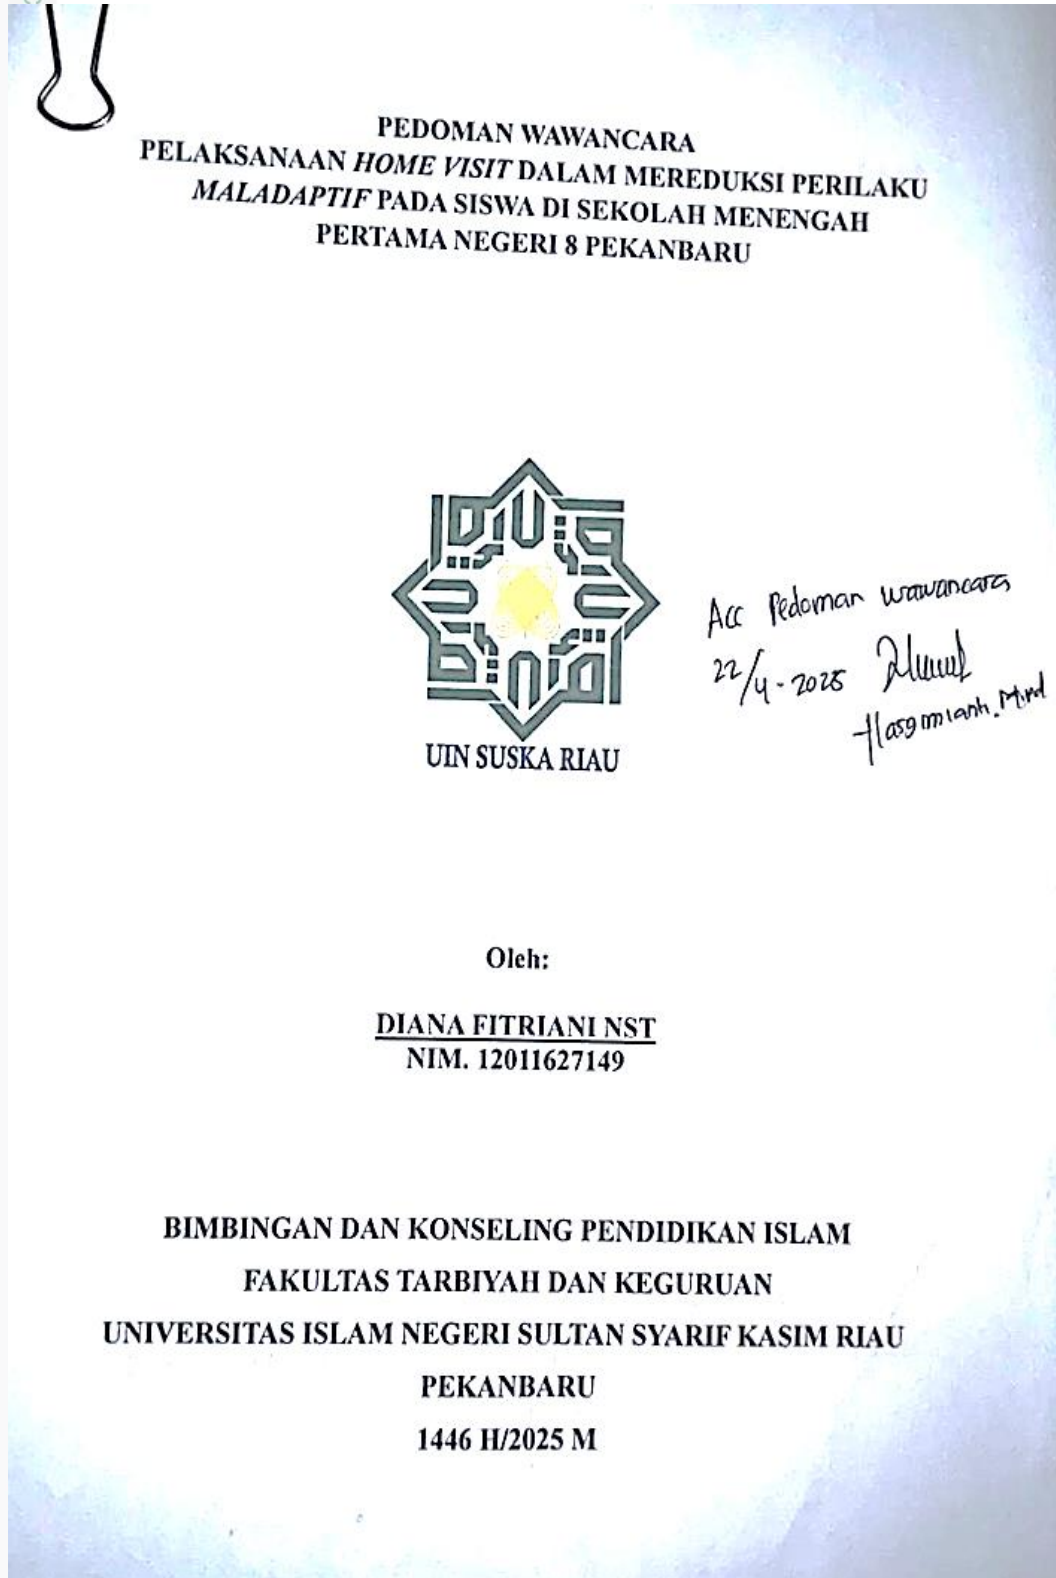 PEDOMAN WAWANCARA
PELAKSANAAN HOME VISIT DALAM MEREDUKSI PERILAKU
MALADAPTIF PADA SISWA DI SEKOLAH MENENGAH
PERTAMA NEGERI 8 PEKANBARU
Acc Pedoman wawancara
22/4-2025
UIN SUSKA RIAU
Oleh:
DIANA FITRIANI NST
NIM. 12011627149
BIMBINGAN DAN KONSELING PENDIDIKAN ISLAM
FAKULTAS TARBIYAH DAN KEGURUAN
UNIVERSITAS ISLAM NEGERI SULTAN SYARIF KASIM RIAU
PEKANBARU
1446 H/2025 M